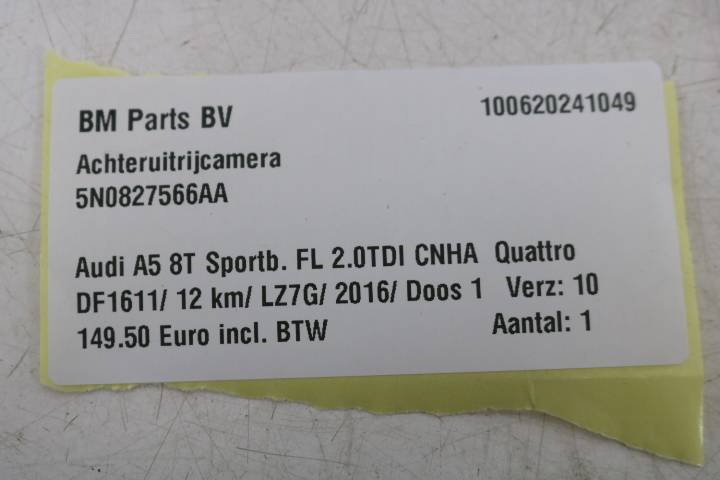 BM Parts BV 100620241049
Achteruitrijcamera
5N0827566AA
Audi A5 8T Sportb. FL 2.0TDI CNHA Quattro
DF1611/ 12 km/ LZ7G/ 2016/ Doos 1 Verz: 10
149.50 Euro incl. BTW Aantal: 1